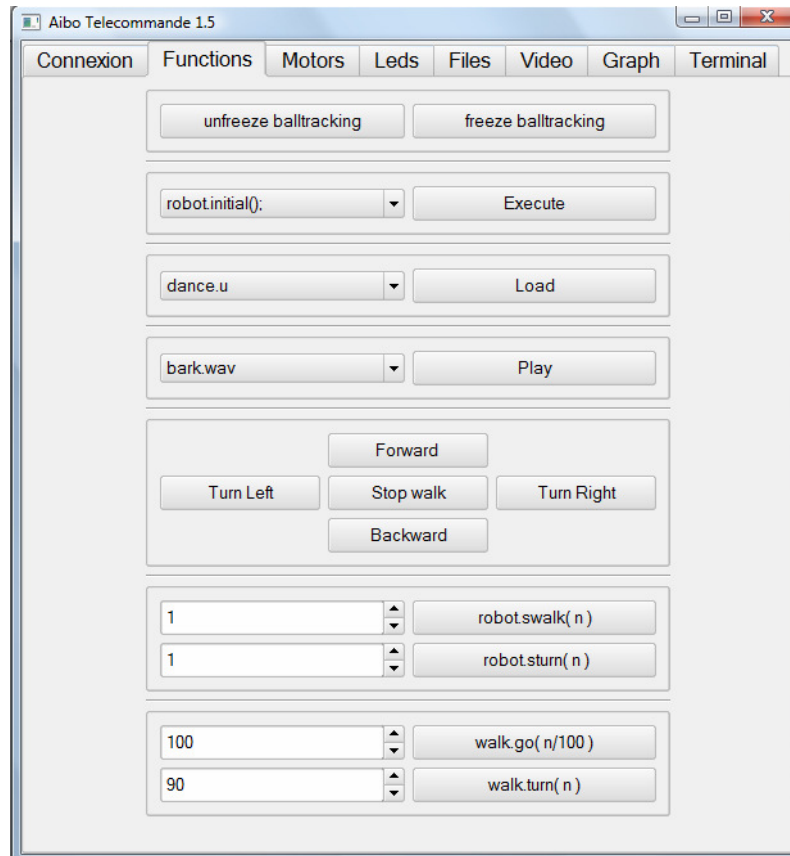 Aibo Telecommande 1.5
Connexion Functions Motors Leds Files Video Graph Terminal
unfreeze balltracking freeze balltracking
robot.initial(); Execute
dance.u Load
bark.wav Play
Forward
Turn Left Stop walk Turn Right
Backward
1 robot.swalk( n )
1 robot.sturn( n )
100 walk.go( n/100 )
90 walk.turn( n )